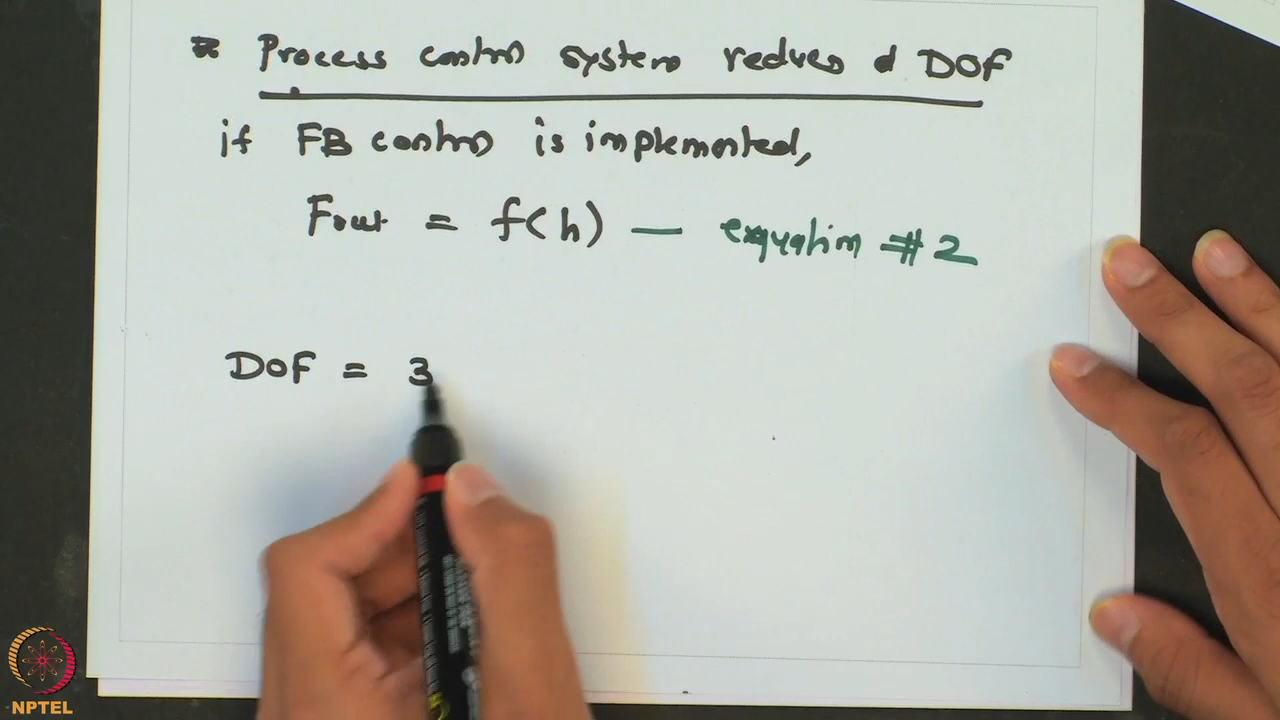 Process control system reduces d DOF
if FB control is implemented,
Fout = f(h) — equation #2
DOF = 3
NPTEL